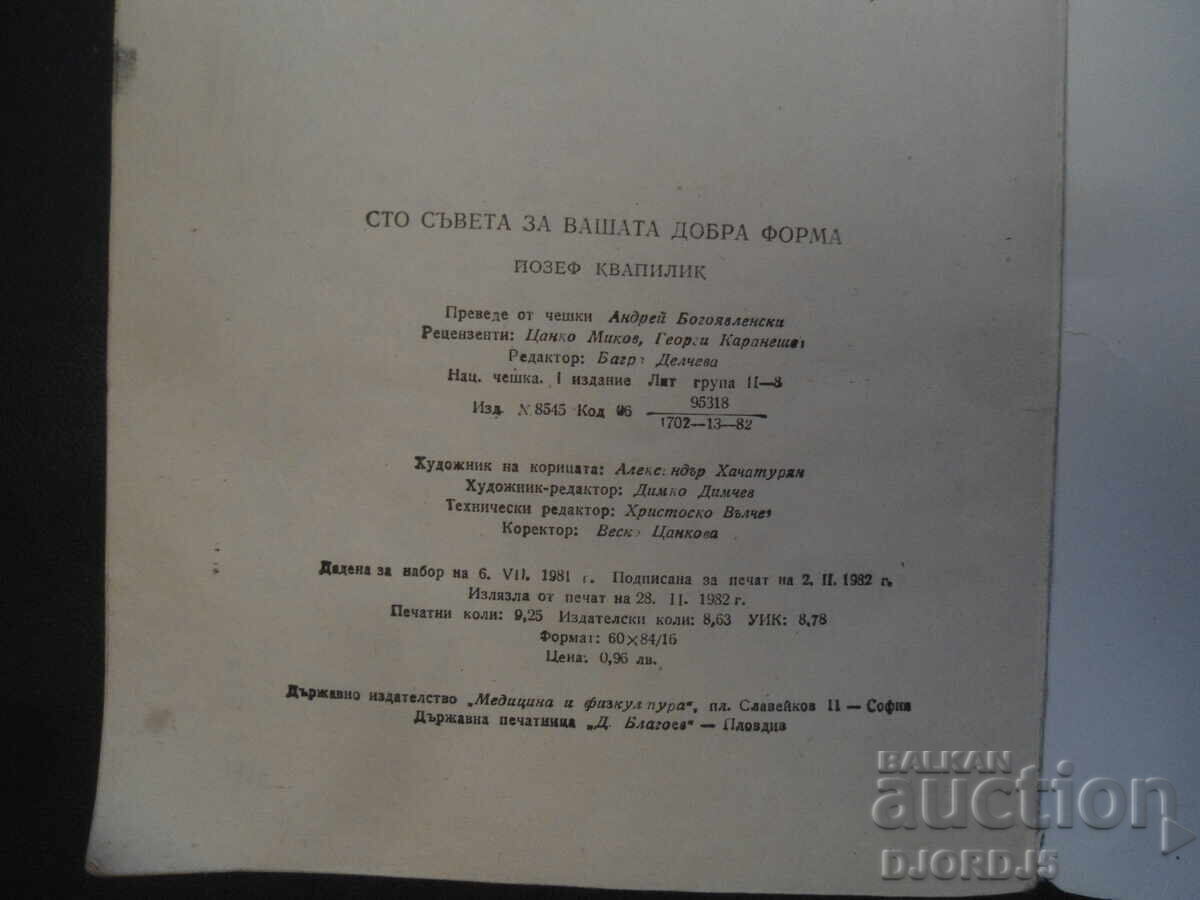 СТО СЪВЕТА ЗА ВАШАТА ДОБРА ФОРМА
ЙОЗЕФ КВАПИЛИК
Преведе от чешки Андрей Богоявленски
Рецензенти: Цанко Миков, Георги Каранешев
Редактор: Багра Делчева
Нац. чешка. I издание Лит група II—8
Изд. № 8545 Код 06 95318
1702—13—82
Художник на корицата: Александър Хачатурян
Художник-редактор: Димко Димчев
Технически редактор: Христоско Вълчев
Коректор: Веска Цанкова
Дадена за набор на 6. VII. 1981 г. Подписана за печат на 2. II. 1982 г.
Излязла от печат на 28. II. 1982 г.
Печатни коли: 9,25 Издателски коли: 8,63 УИК: 8,78
Формат: 60×84/16
Цена: 0,96 лв.
Държавно издателство „Медицина и физкултура“, пл. Славейков 11 — София
Държавна печатница „Д. Благоев“ — Пловдив
BALKAN
auction
DJORDJ5